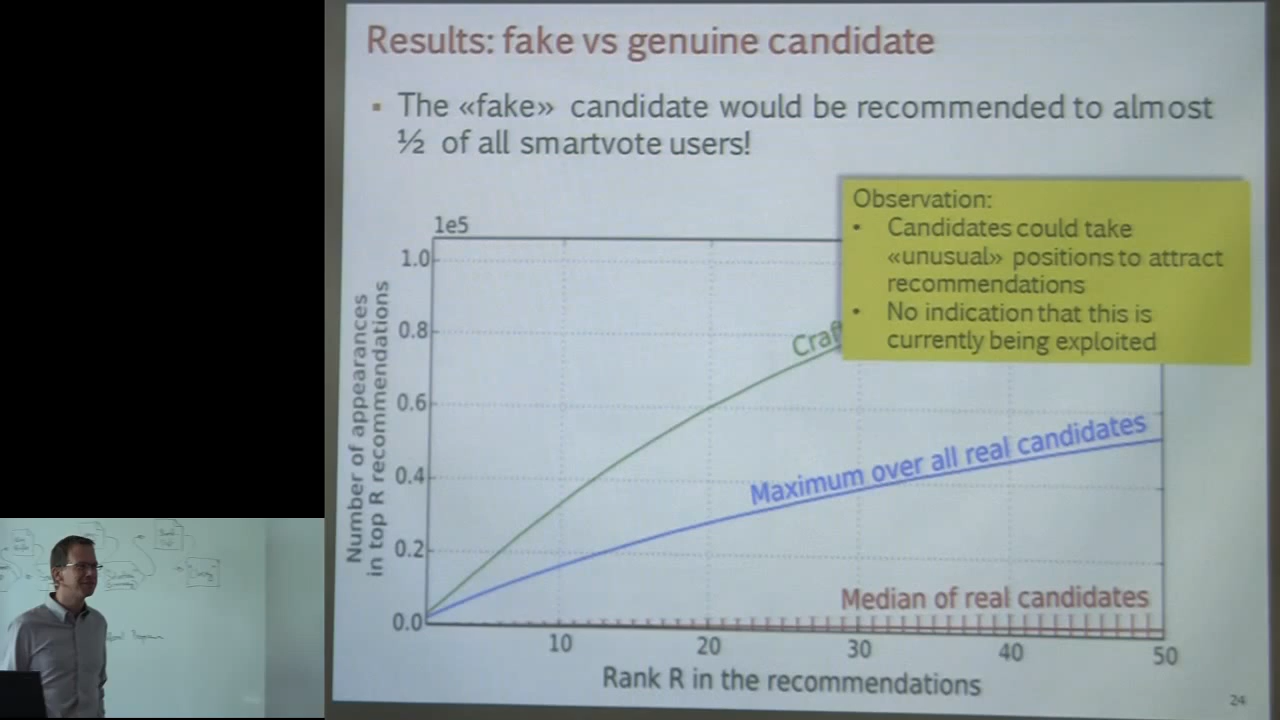 Results: fake vs genuine candidate
▪ The «fake» candidate would be recommended to almost
½ of all smartvote users!
Observation:
• Candidates could take
«unusual» positions to attract
recommendations
• No indication that this is
currently being exploited
1e5
1.0
0.8
0.6
0.4
0.2
0.0
Number of appearances
in top R recommendations
Maximum over all real candidates
Median of real candidates
10
20
30
40
50
Rank R in the recommendations
24